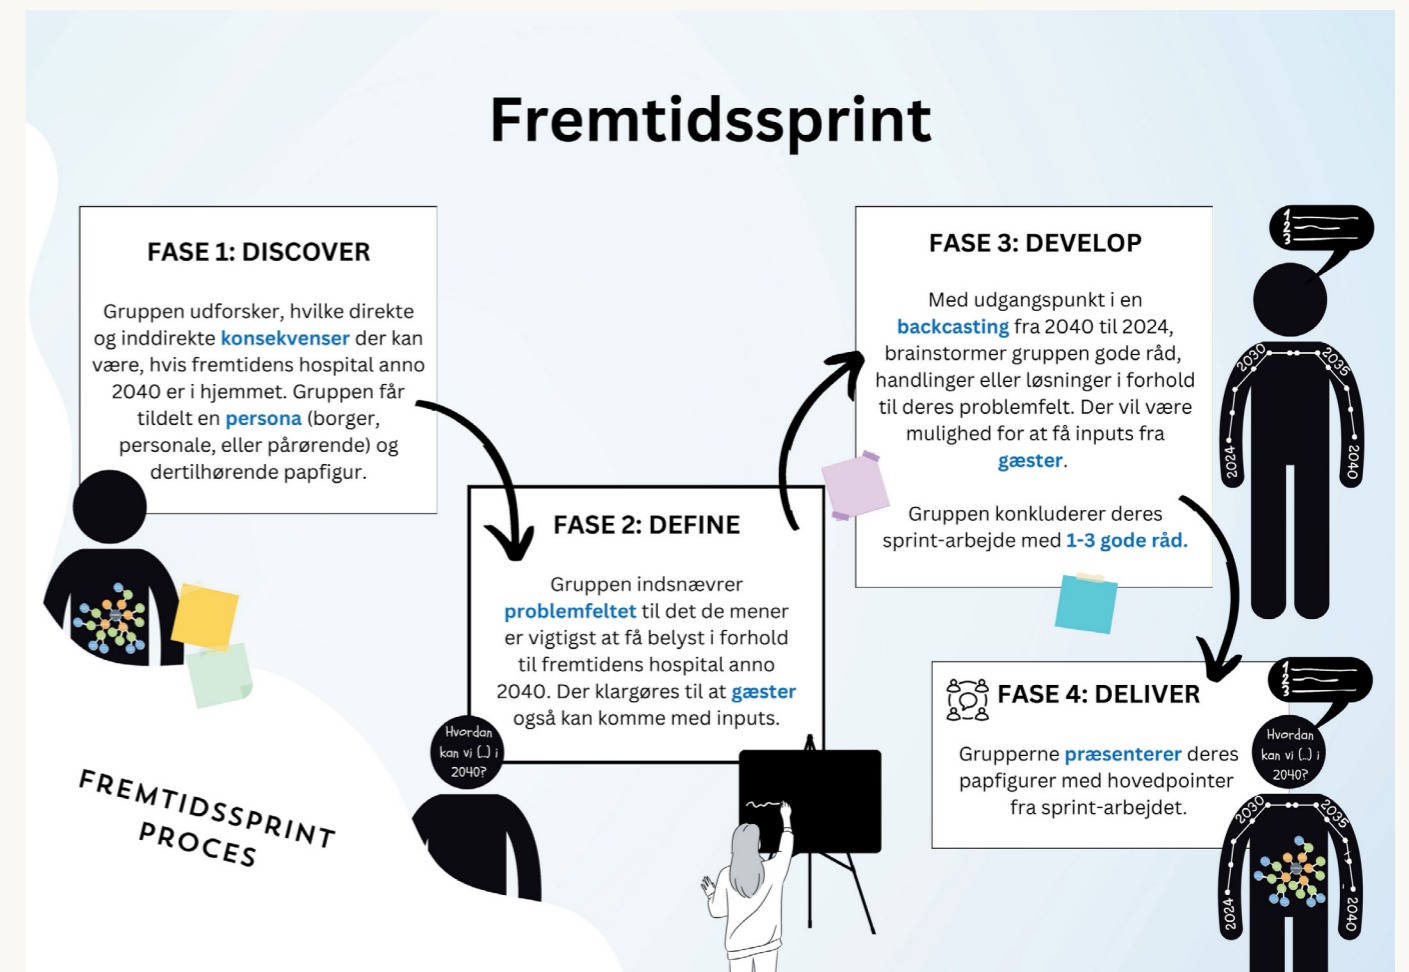 Fremtidssprint
FASE 1: DISCOVER
Gruppen udforsker, hvilke direkte
og inddirekte konsekvenser der kan
være, hvis fremtidens hospital anno
2040 er i hjemmet. Gruppen får
tildelt en persona (borger,
personale, eller pårørende) og
dertilhørende papfigur.
FASE 2: DEFINE
Gruppen indsnævrer
problemfeltet til det de mener
er vigtigst at få belyst i forhold
til fremtidens hospital anno
2040. Der klargøres til at gæster
også kan komme med inputs.
Hvordan
kan vi (..) i
2040?
FASE 3: DEVELOP
Med udgangspunkt i en
backcasting fra 2040 til 2024,
brainstormer gruppen gode råd,
handlinger eller løsninger i forhold
til deres problemfelt. Der vil være
mulighed for at få inputs fra
gæster.
Gruppen konkluderer deres
sprint-arbejde med 1-3 gode råd.
1
2
3
2030
2035
2024
2040
FASE 4: DELIVER
Grupperne præsenterer deres
papfigurer med hovedpointer
fra sprint-arbejdet.
1
2
3
Hvordan
kan vi (..) i
2040?
2030
2035
2024
2040
FREMTIDSSPRINT
PROCES